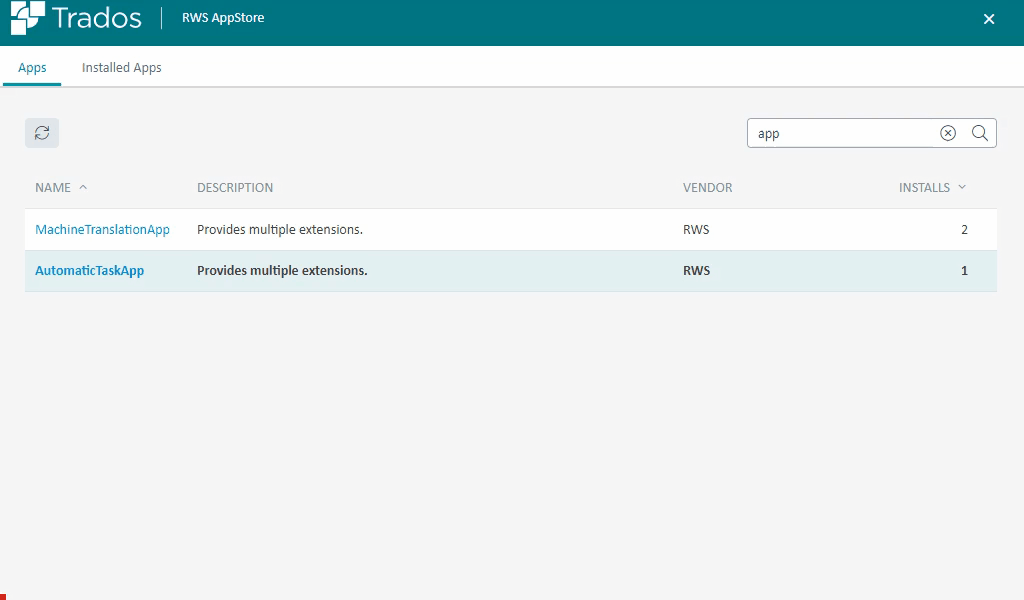 Trados RWS AppStore
Apps Installed Apps
app
NAME DESCRIPTION VENDOR INSTALLS
MachineTranslationApp Provides multiple extensions. RWS 2
AutomaticTaskApp Provides multiple extensions. RWS 1